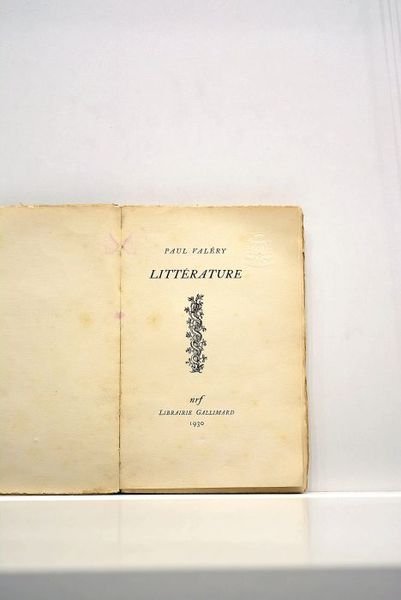 PAUL VALÉRY
LITTÉRATURE
nrf
LIBRAIRIE GALLIMARD
1930